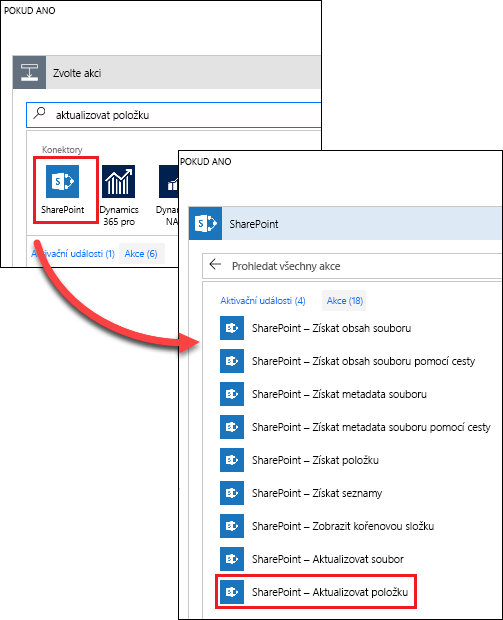 POKUD ANO
Zvolte akci
aktualizovat položku
Konektory
SharePoint
Dynamics
365 pro
Dynam
NA
Aktivační události (1)
Akce (6)
POKUD ANO
SharePoint
Prohledat všechny akce
Aktivační události (4)
Akce (18)
SharePoint – Získat obsah souboru
SharePoint – Získat obsah souboru pomocí cesty
SharePoint – Získat metadata souboru
SharePoint – Získat metadata souboru pomocí cesty
SharePoint – Získat položku
SharePoint – Získat seznamy
SharePoint – Zobrazit kořenovou složku
SharePoint – Aktualizovat soubor
SharePoint – Aktualizovat položku